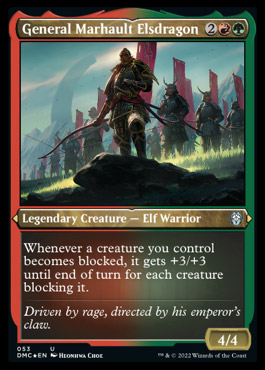 General Marhault Elsdragon 2
Legendary Creature — Elf Warrior
Whenever a creature you control
becomes blocked, it gets +3/+3
until end of turn for each creature
blocking it.
Driven by rage, directed by his emperor's
claw.
4/4
053 U
DMC★EN Heonhwa Choe
™ & © 2022 Wizards of the Coast